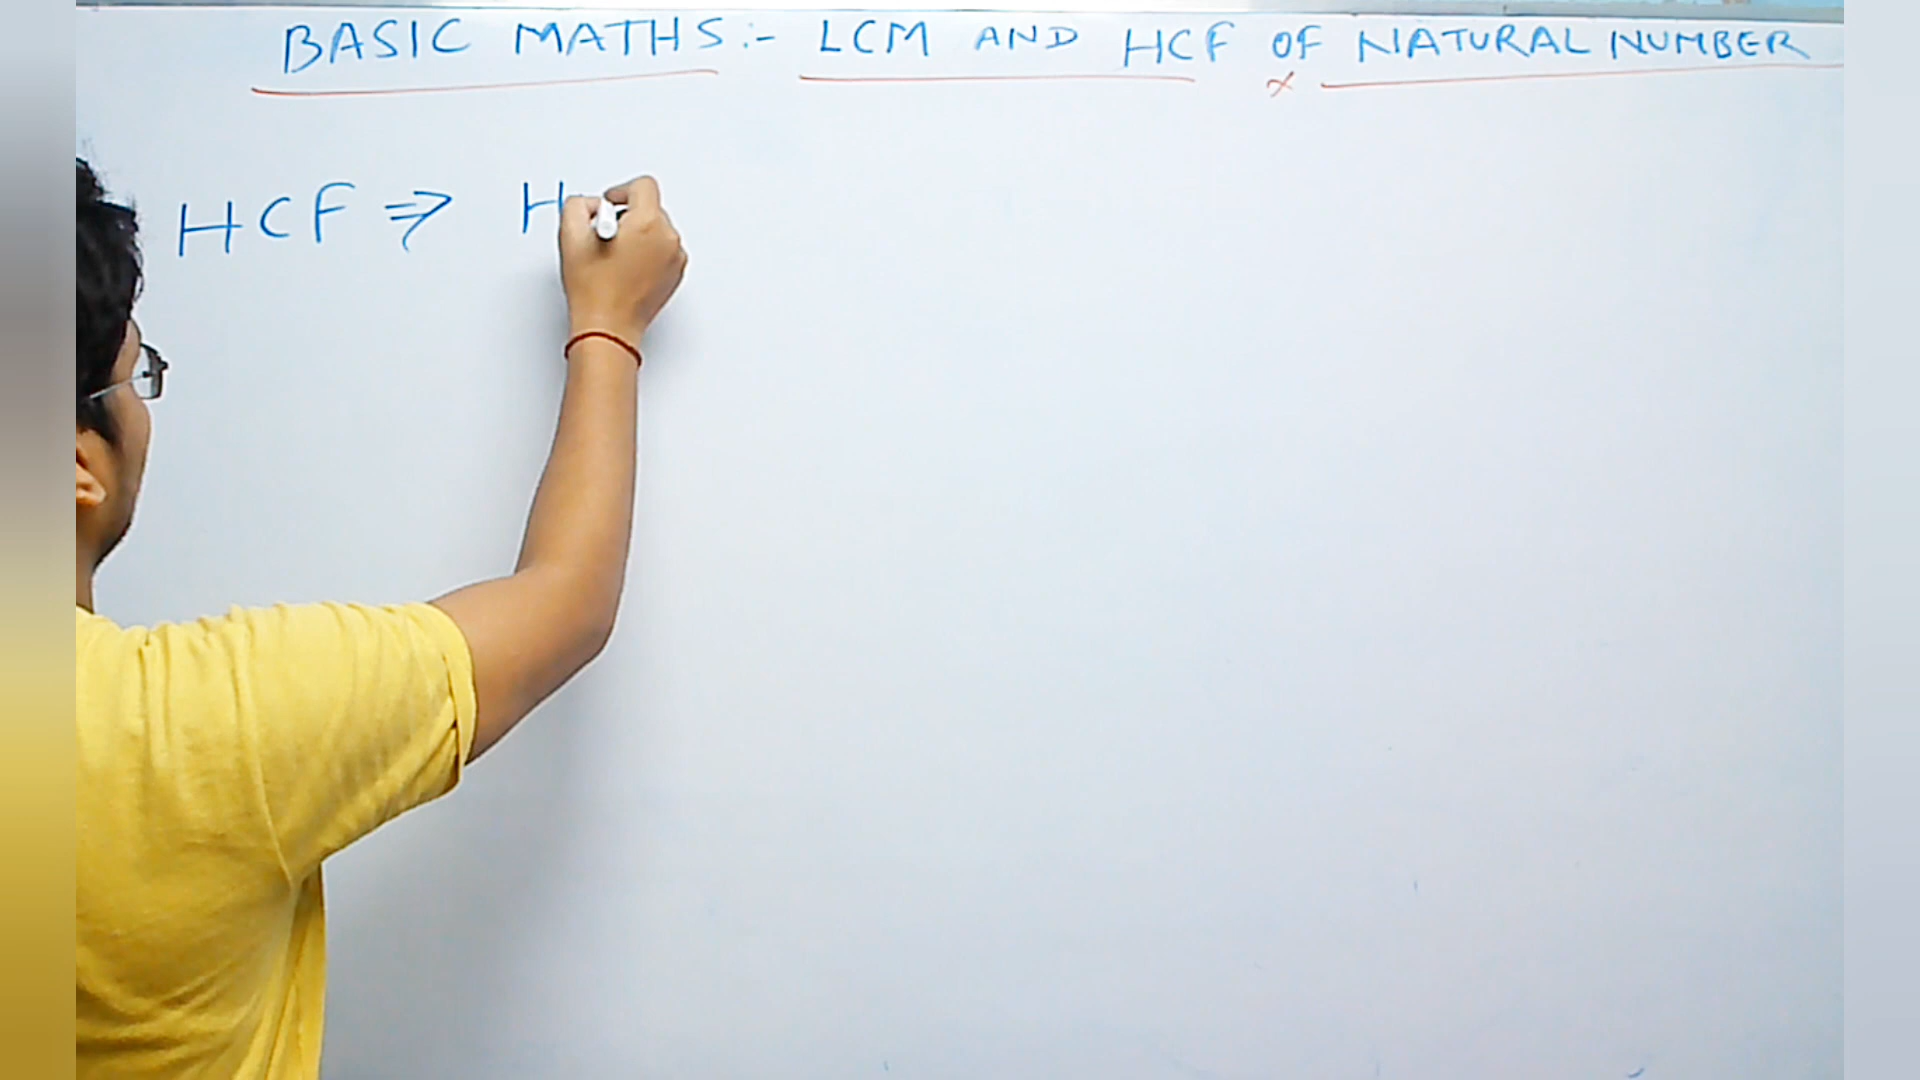 BASIC MATHS:- LCM AND HCF OF NATURAL NUMBER
HCF ⇒ H